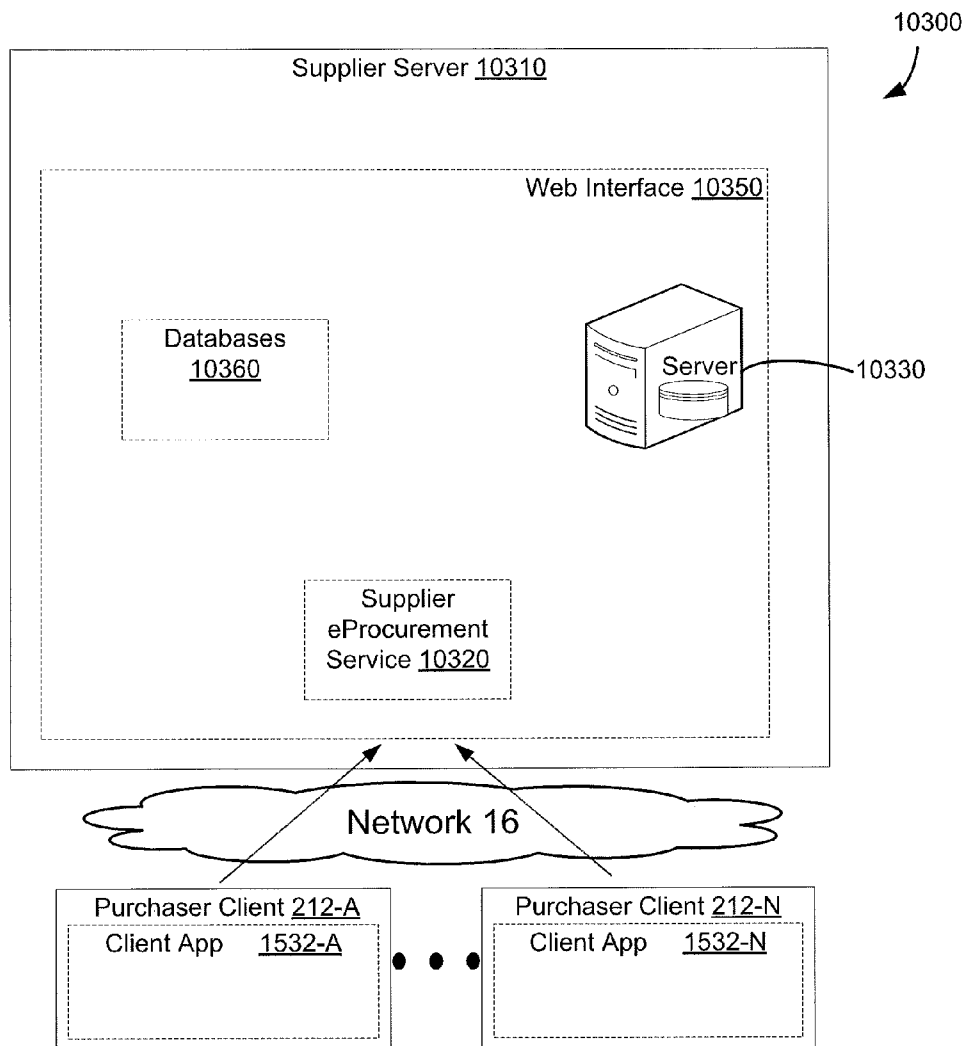 10300
Supplier Server 10310
Web Interface 10350
Databases
10360
Server
10330
Supplier
eProcurement
Service 10320
Network 16
Purchaser Client 212-A
Client App 1532-A
Purchaser Client 212-N
Client App 1532-N